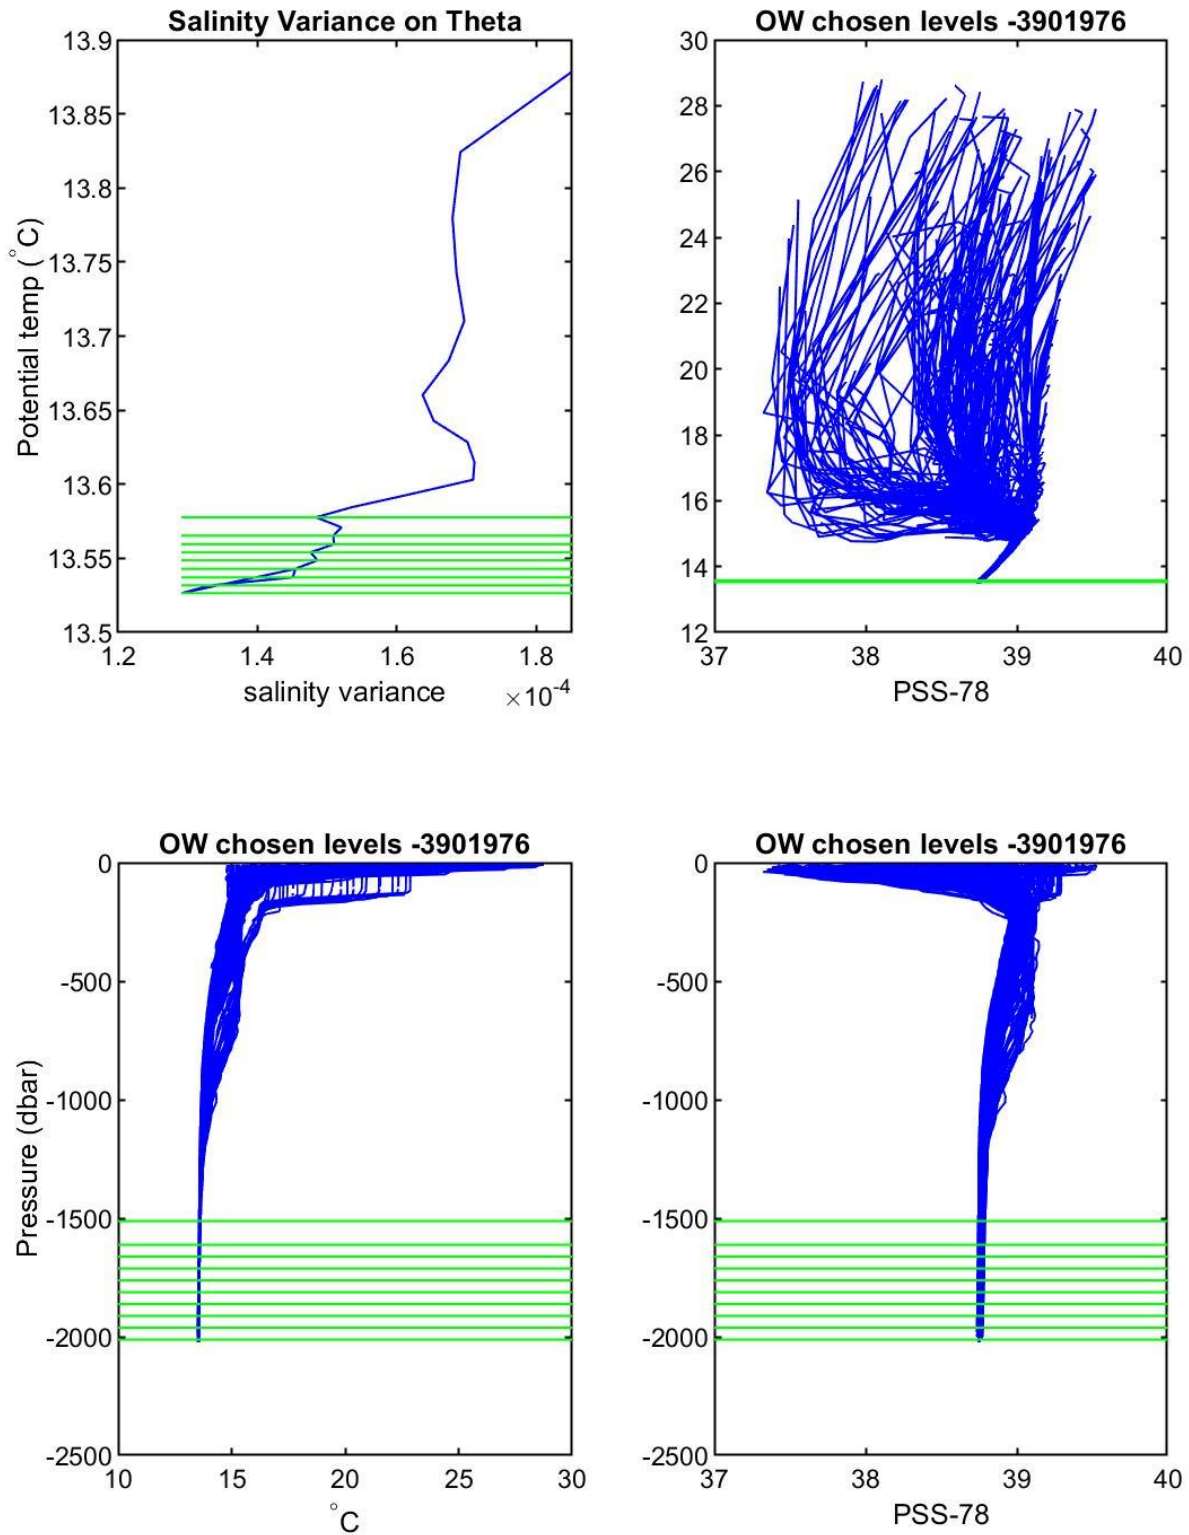 Salinity Variance on Theta
13.9
13.85
13.8
13.75
13.7
13.65
13.6
13.55
13.5
Potential temp (°C)
1.2 1.4 1.6 1.8
salinity variance ×10-4
OW chosen levels -3901976
30
28
26
24
22
20
18
16
14
12
37 38 39 40
PSS-78
OW chosen levels -3901976
0
-500
-1000
-1500
-2000
-2500
Pressure (dbar)
10 15 20 25 30
°C
OW chosen levels -3901976
0
-500
-1000
-1500
-2000
-2500
37 38 39 40
PSS-78